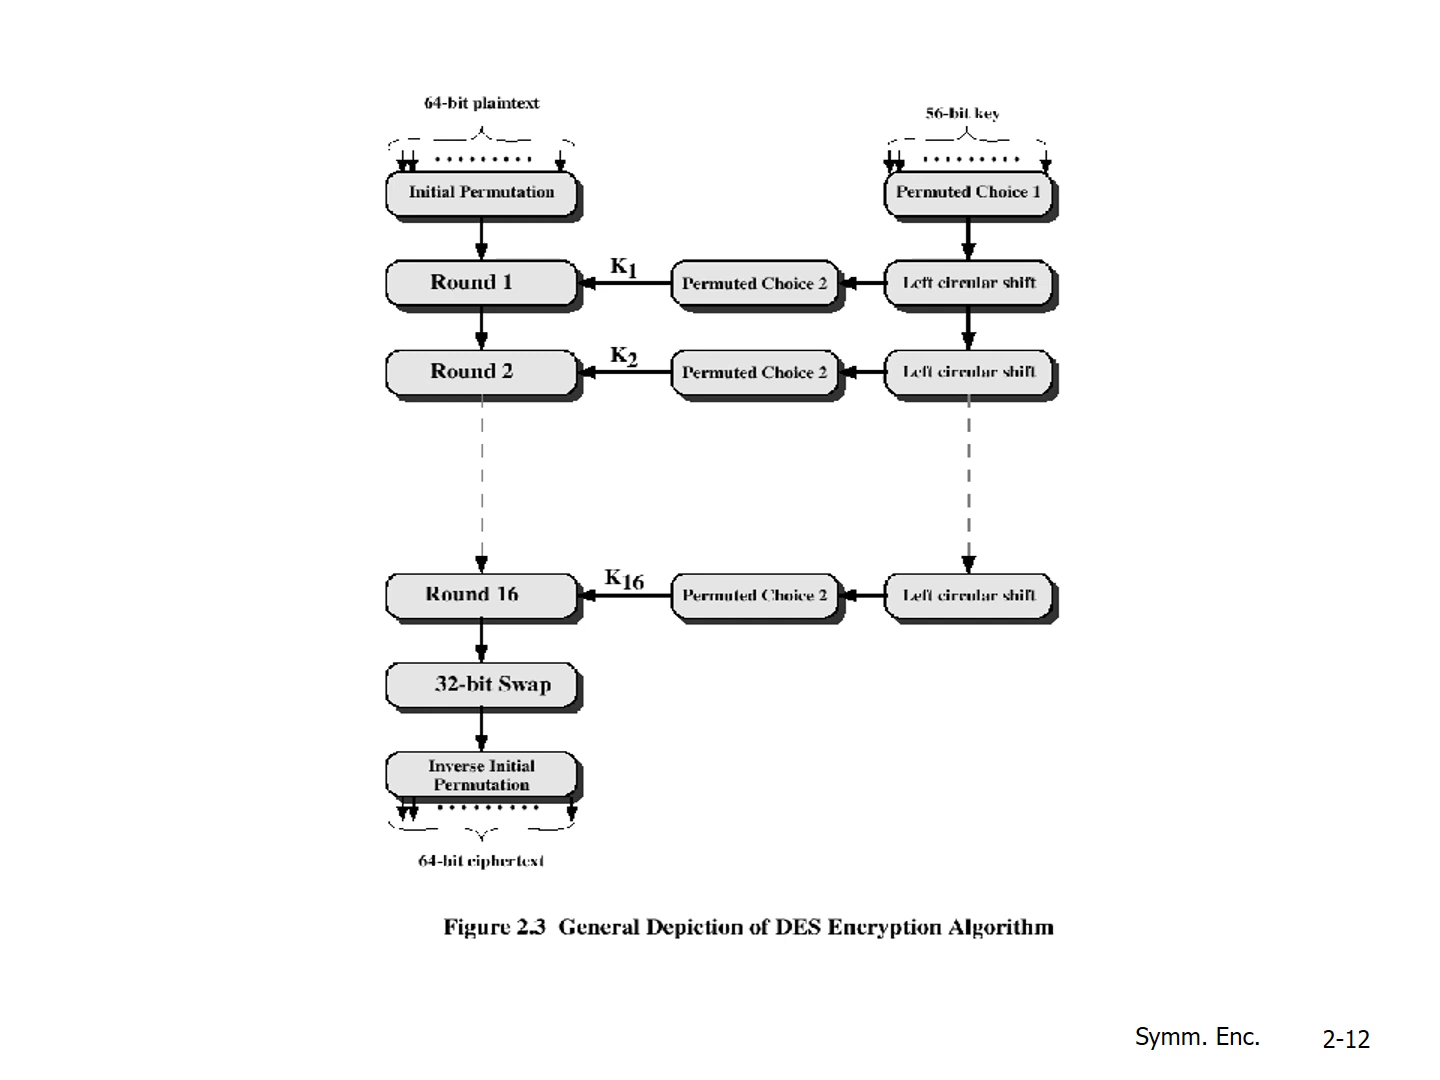 64-bit plaintext
56-bit key
Initial Permutation
Permuted Choice 1
Round 1
K1
Permuted Choice 2
Left circular shift
Round 2
K2
Permuted Choice 2
Left circular shift
Round 16
K16
Permuted Choice 2
Left circular shift
32-bit Swap
Inverse Initial
Permutation
64-bit ciphertext
Figure 2.3 General Depiction of DES Encryption Algorithm
Symm. Enc.
2-12